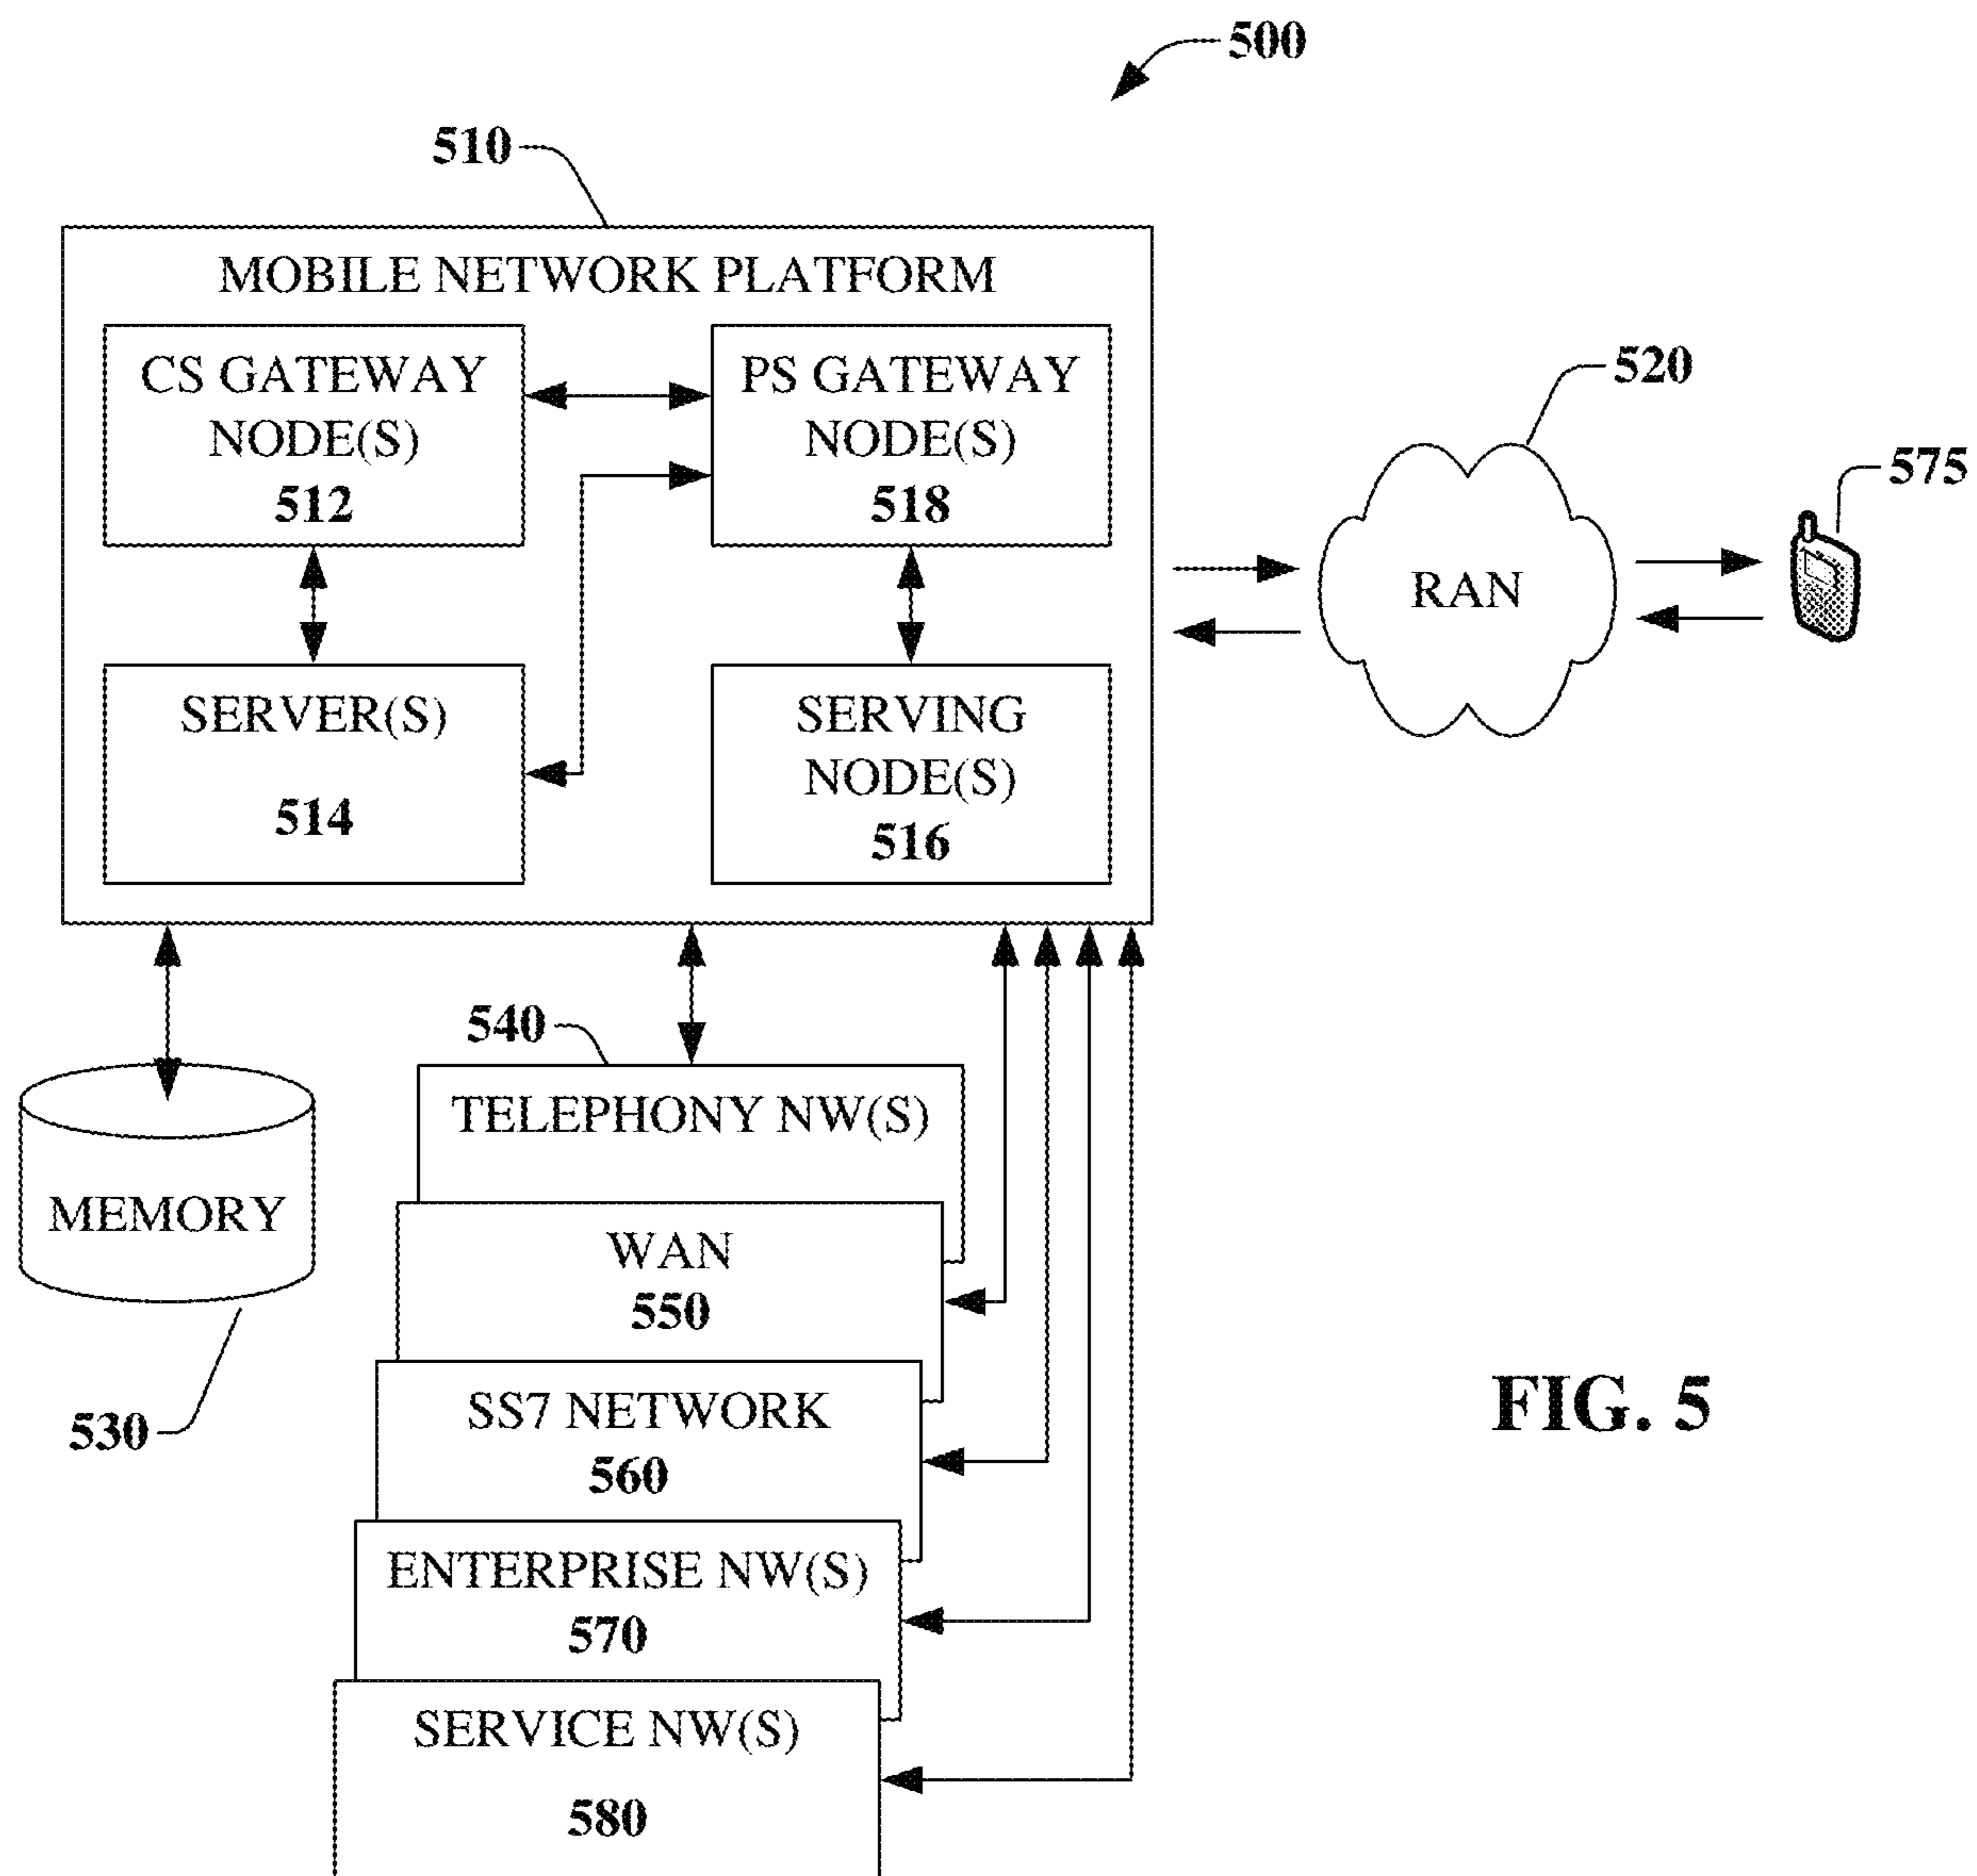 500
510
MOBILE NETWORK PLATFORM
CS GATEWAY
NODE(S)
512
PS GATEWAY
NODE(S)
518
SERVER(S)
514
SERVING
NODE(S)
516
520
RAN
575
540
TELEPHONY NW(S)
MEMORY
530
WAN
550
SS7 NETWORK
560
ENTERPRISE NW(S)
570
SERVICE NW(S)
580
FIG. 5